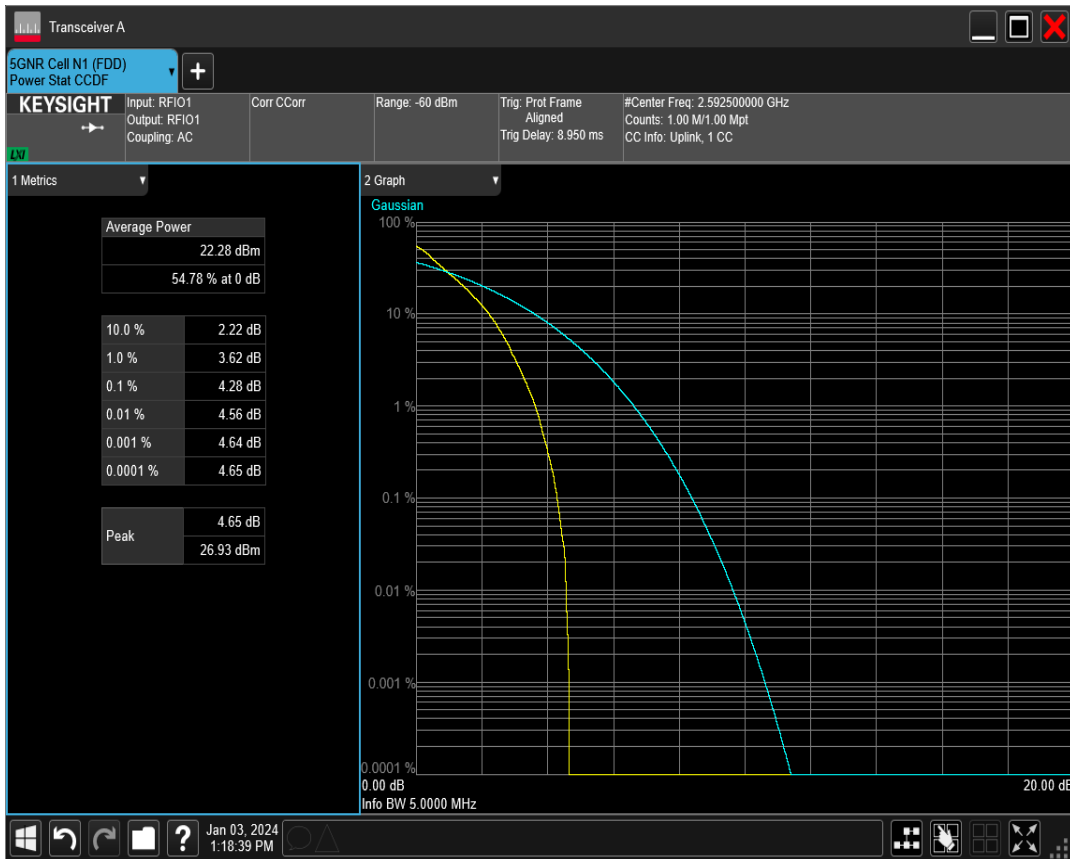 Transceiver A
5GNR Cell N1 (FDD)
Power Stat CCDF
+
KEYSIGHT
LXI
Input: RFIO1
Output: RFIO1
Coupling: AC
Corr CCorr
Range: -60 dBm
Trig: Prot Frame
Aligned
Trig Delay: 8.950 ms
#Center Freq: 2.592500000 GHz
Counts: 1.00 M/1.00 Mpt
CC Info: Uplink, 1 CC
1 Metrics
Average Power
22.28 dBm
54.78 % at 0 dB
10.0 % 2.22 dB
1.0 % 3.62 dB
0.1 % 4.28 dB
0.01 % 4.56 dB
0.001 % 4.64 dB
0.0001 % 4.65 dB
Peak
4.65 dB
26.93 dBm
2 Graph
Gaussian
100 %
10 %
1 %
0.1 %
0.01 %
0.001 %
0.0001 %
0.00 dB 20.00 dB
Info BW 5.0000 MHz
?
Jan 03, 2024
1:18:39 PM